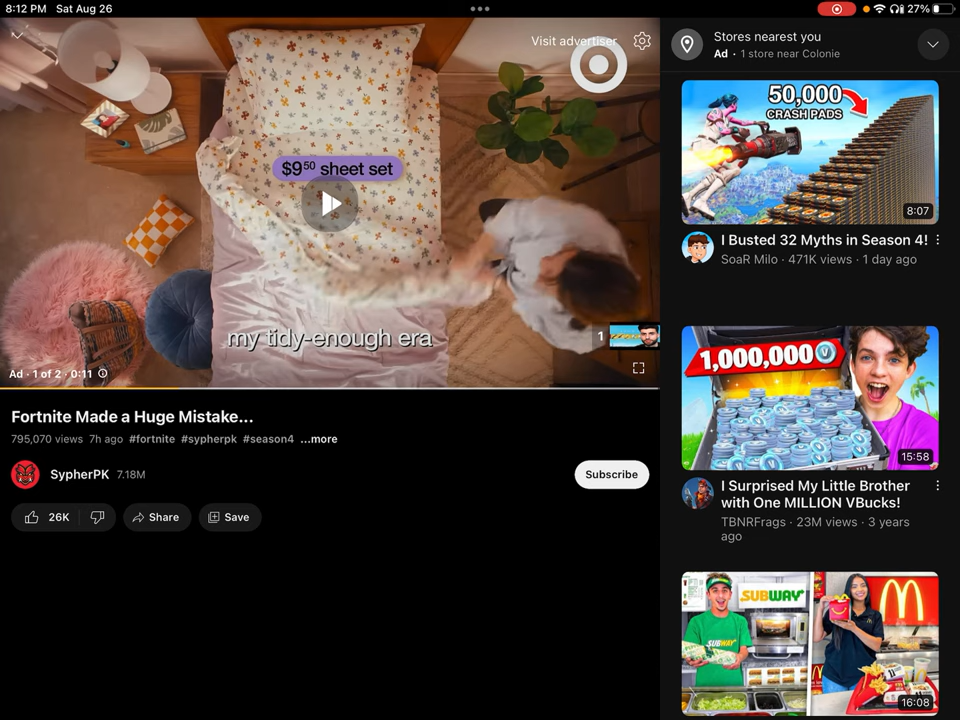 8:12 PM Sat Aug 26
27%
Visit advertiser
$9⁵⁰ sheet set
my tidy-enough era
1
Ad · 1 of 2 · 0:11
Fortnite Made a Huge Mistake...
795,070 views 7h ago #fortnite #sypherpk #season4 ...more
SypherPK 7.18M
Subscribe
26K
Share
Save
Stores nearest you
Ad · 1 store near Colonie
50,000
CRASH PADS
8:07
I Busted 32 Myths in Season 4!
SoaR Milo · 471K views · 1 day ago
1,000,000 V
15:58
I Surprised My Little Brother
with One MILLION VBucks!
TBNRFrags · 23M views · 3 years
ago
SUBWAY
SUBWAY
16:08